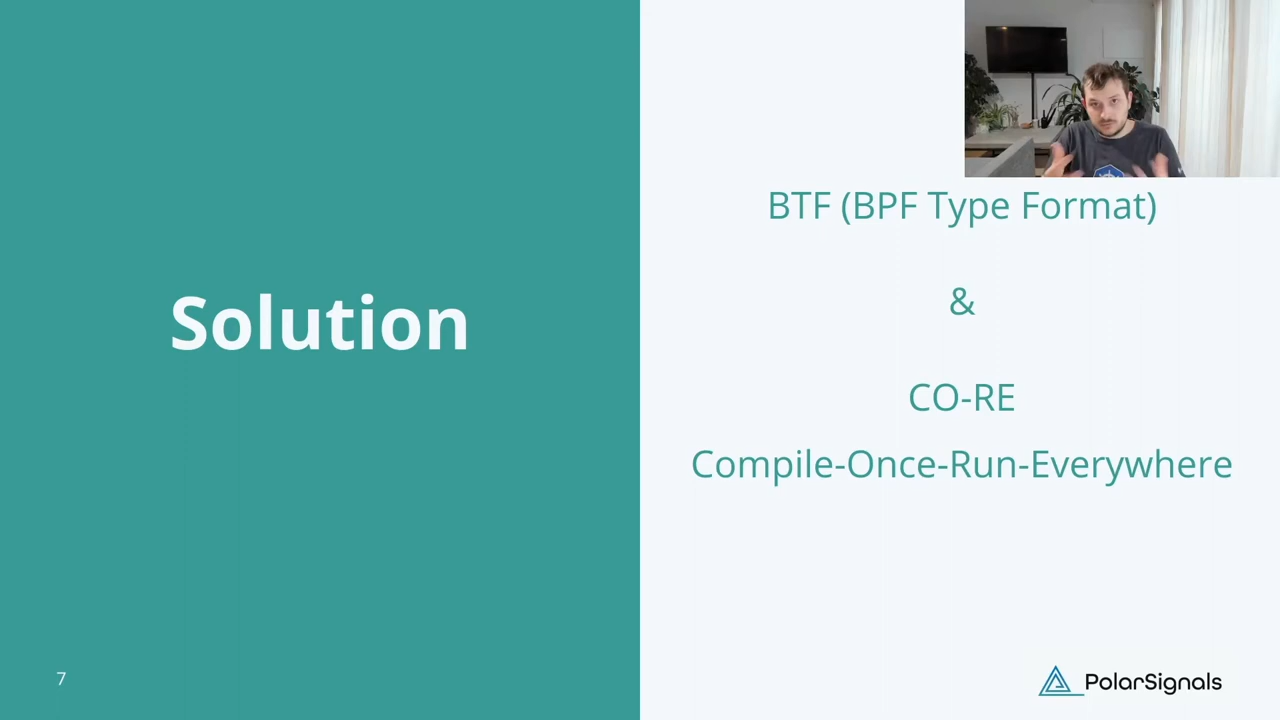 Solution
BTF (BPF Type Format)
&
CO-RE
Compile-Once-Run-Everywhere
7
PolarSignals